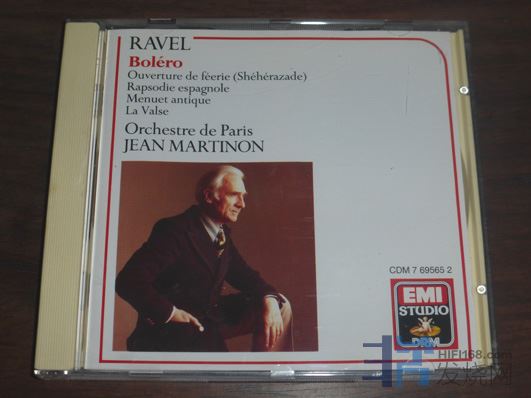 RAVEL
Boléro
Ouverture de féerie (Shéhérazade)
Rapsodie espagnole
Menuet antique
La Valse
Orchestre de Paris
JEAN MARTINON
CDM 7 69565 2
EMI
STUDIO
DRM
HIFI168.com
发烧网